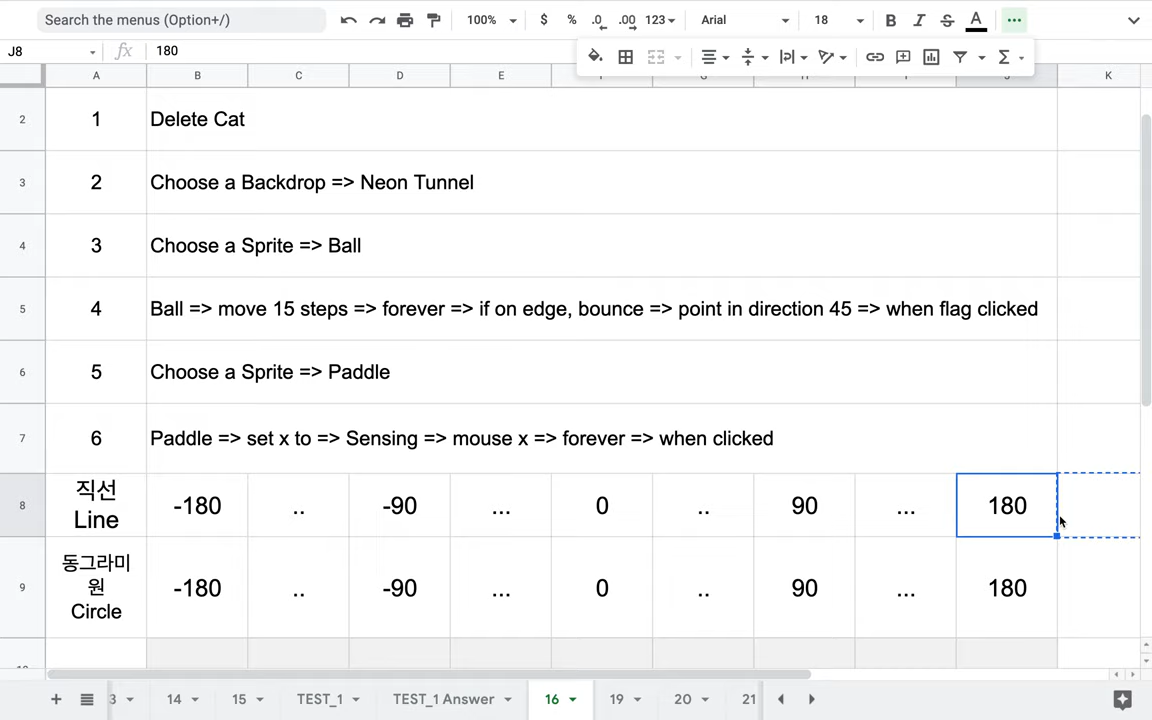 Search the menus (Option+/)
100%
$ % .0 .00 123
Arial
18
B I S A
J8
fx 180
A B C D E K
2 1 Delete Cat
3 2 Choose a Backdrop => Neon Tunnel
4 3 Choose a Sprite => Ball
5 4 Ball => move 15 steps => forever => if on edge, bounce => point in direction 45 => when flag clicked
6 5 Choose a Sprite => Paddle
7 6 Paddle => set x to => Sensing => mouse x => forever => when clicked
8 직선
Line
-180 .. -90 ... 0 .. 90 ... 180
9 동그라미
원
Circle
-180 .. -90 ... 0 .. 90 ... 180
3 14 15 TEST_1 TEST_1 Answer 16 19 20 21